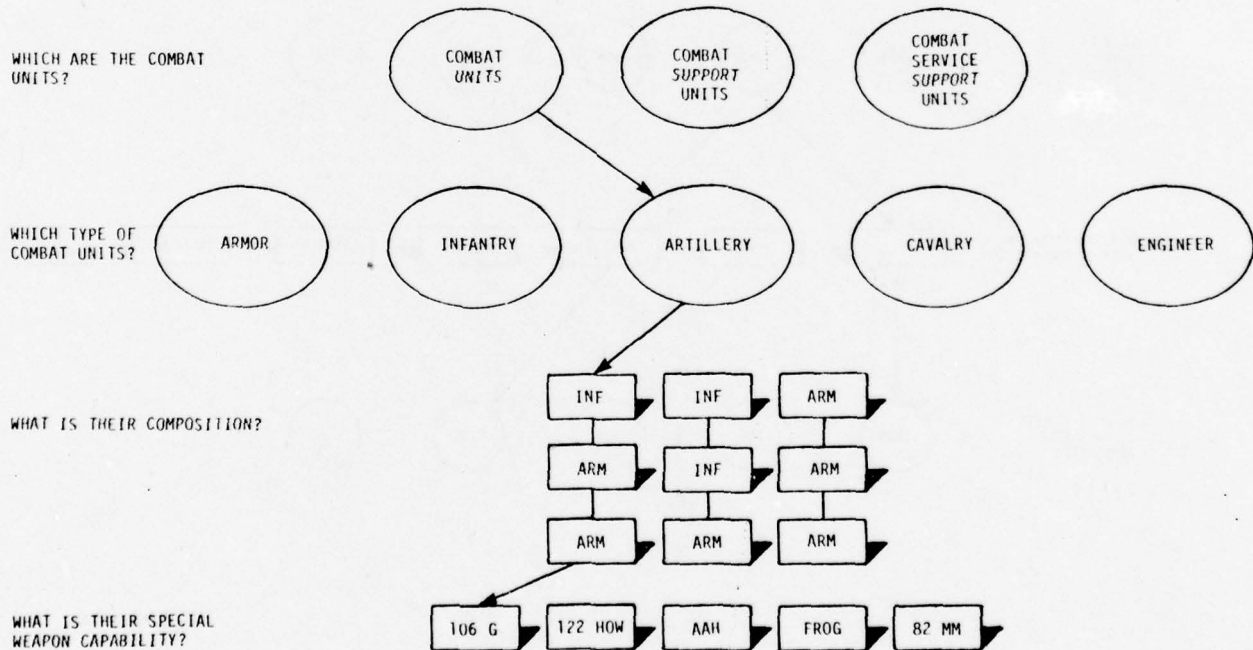 WHICH ARE THE COMBAT
UNITS?
COMBAT
UNITS
COMBAT
SUPPORT
UNITS
COMBAT
SERVICE
SUPPORT
UNITS
WHICH TYPE OF
COMBAT UNITS?
ARMOR
INFANTRY
ARTILLERY
CAVALRY
ENGINFER
WHAT IS THEIR COMPOSITION?
INF
INF
ARM
ARM
INF
ARM
ARM
ARM
ARM
WHAT IS THEIR SPECIAL
WEAPON CAPABILITY?
106 G
122 HOW
AAH
FROG
82 MM